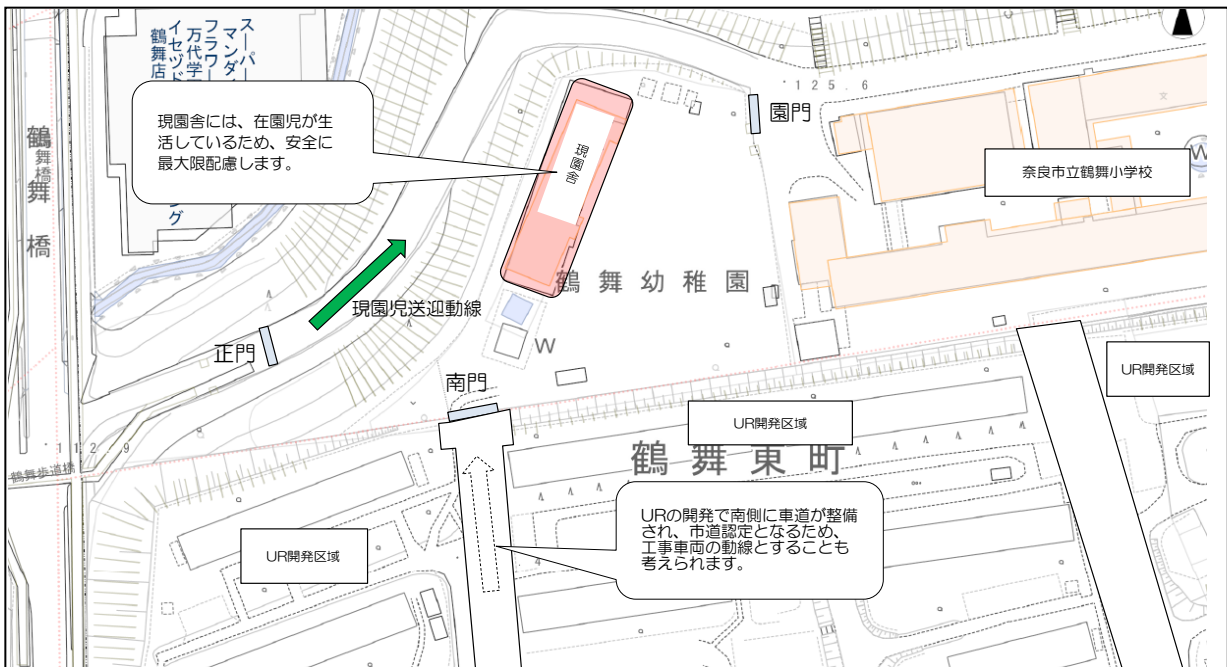 スーパー
マンダイ
フラワー
万代学
イセヅド
鶴舞店
ング
鶴舞橋
鶴舞橋
現園舎には、在園児が生
活しているため、安全に
最大限配慮します。
現園舎
125.6
園門
文
W
奈良市立鶴舞小学校
鶴舞幼稚園
現園児送迎動線
正門
W
南門
UR開発区域
UR開発区域
鶴舞東町
112.9
鶴舞歩道橋
URの開発で南側に車道が整備
され、市道認定となるため、
工事車両の動線とすることも
考えられます。
UR開発区域
4